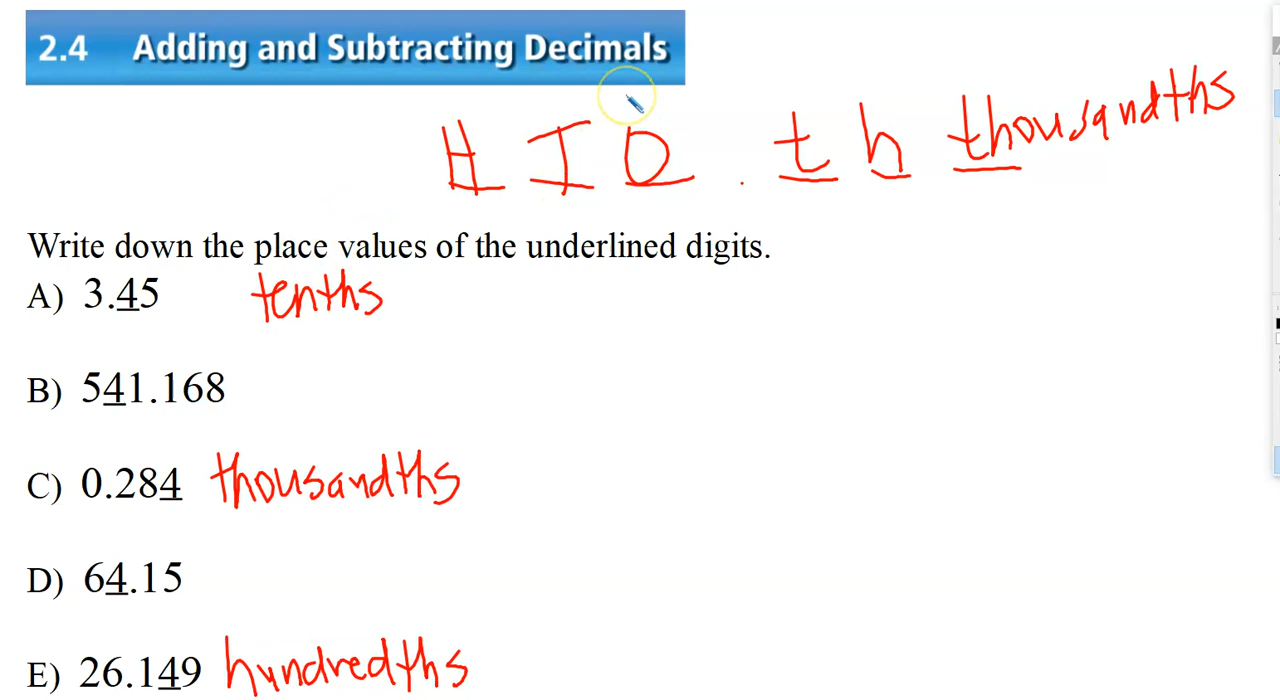 2.4 Adding and Subtracting Decimals
H T O . t h thousandths
Write down the place values of the underlined digits.
A) 3.45 tenths
B) 541.168
C) 0.284 thousandths
D) 64.15
E) 26.149 hundredths